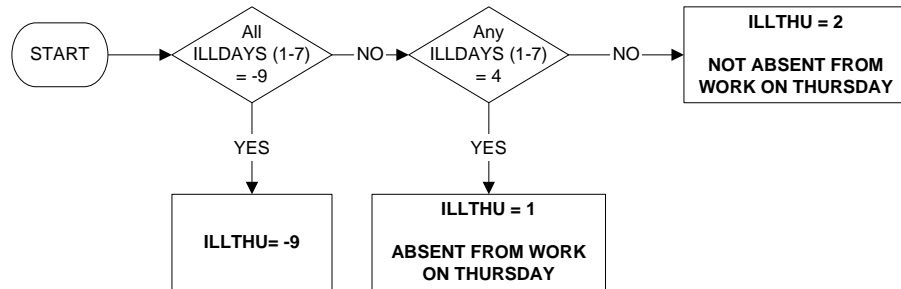 START
All
ILLDAYS (1-7)
= -9
NO
Any
ILLDAYS (1-7)
= 4
NO
ILLTHU = 2
NOT ABSENT FROM
WORK ON THURSDAY
YES
YES
ILLTHU= -9
ILLTHU = 1
ABSENT FROM WORK
ON THURSDAY